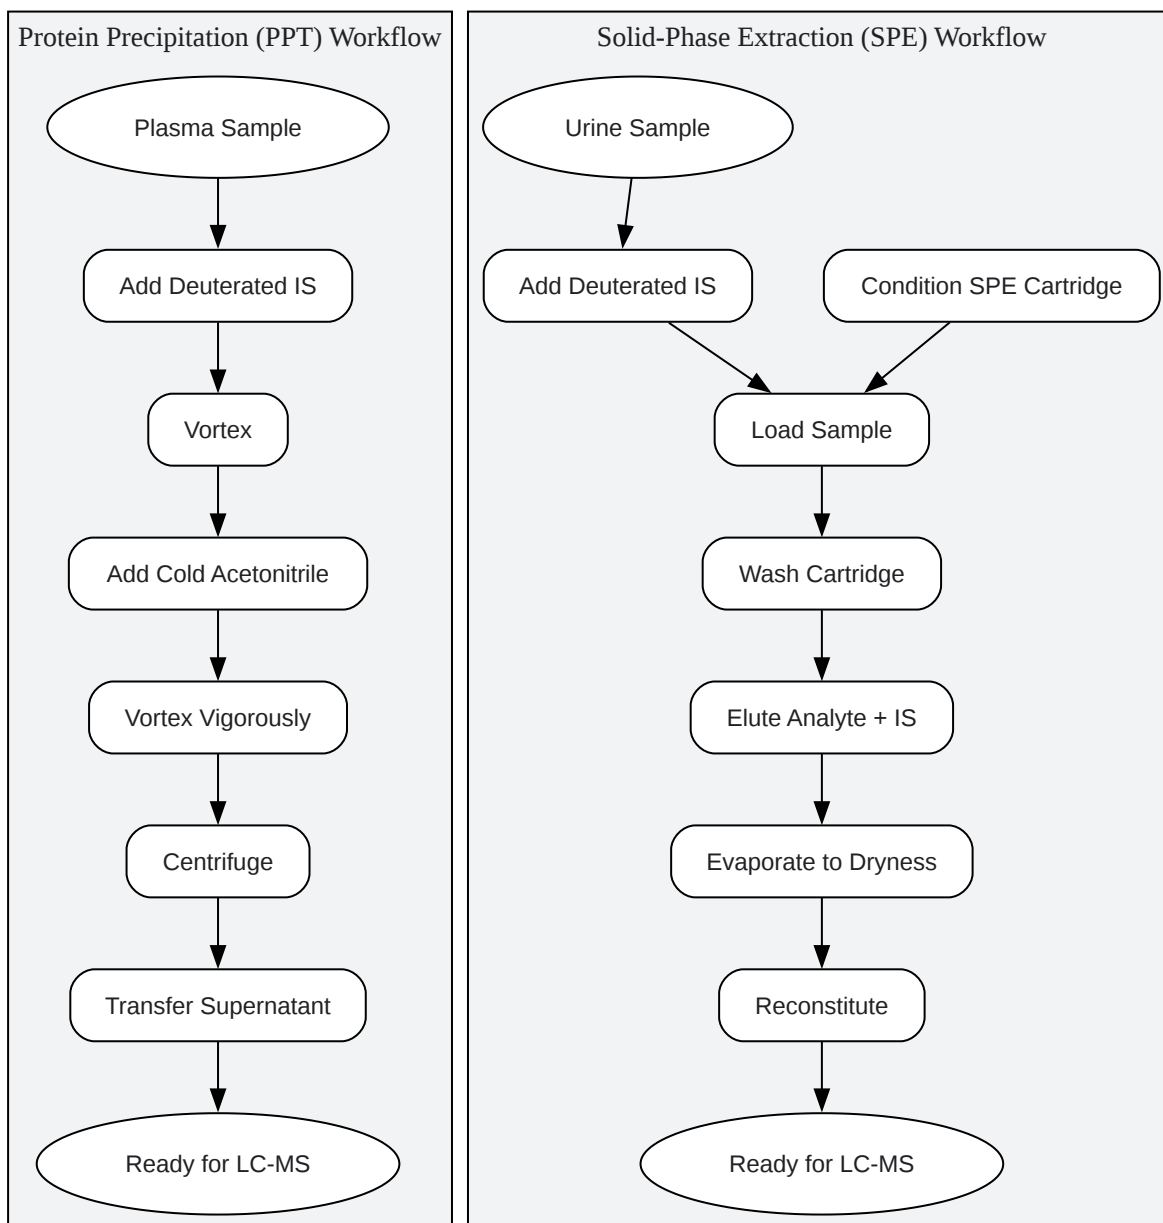 Protein Precipitation (PPT) Workflow
Plasma Sample
Add Deuterated IS
Vortex
Add Cold Acetonitrile
Vortex Vigorously
Centrifuge
Transfer Supernatant
Ready for LC-MS
Solid-Phase Extraction (SPE) Workflow
Urine Sample
Add Deuterated IS
Condition SPE Cartridge
Load Sample
Wash Cartridge
Elute Analyte + IS
Evaporate to Dryness
Reconstitute
Ready for LC-MS